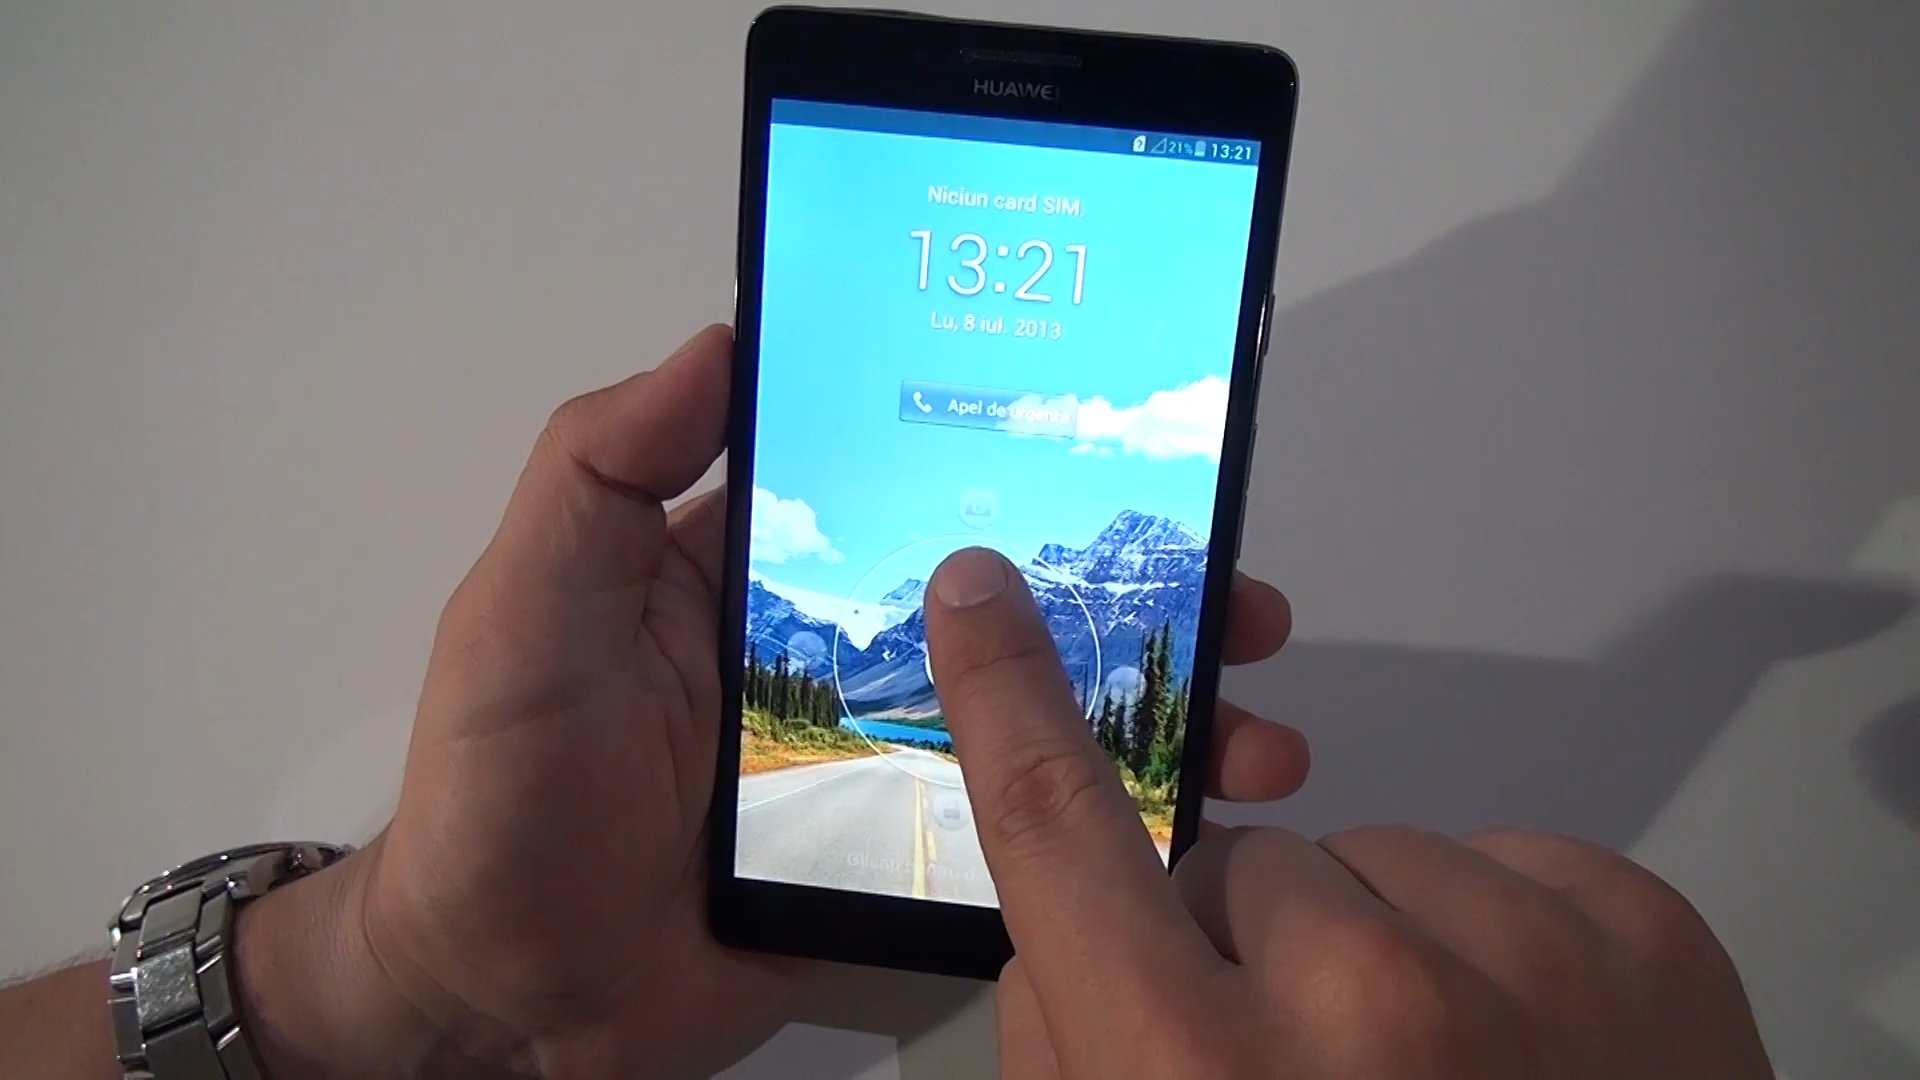 HUAWEI
21% 13:21
Niciun card SIM.
13:21
Lu, 8 iul. 2013
Apel de urgență